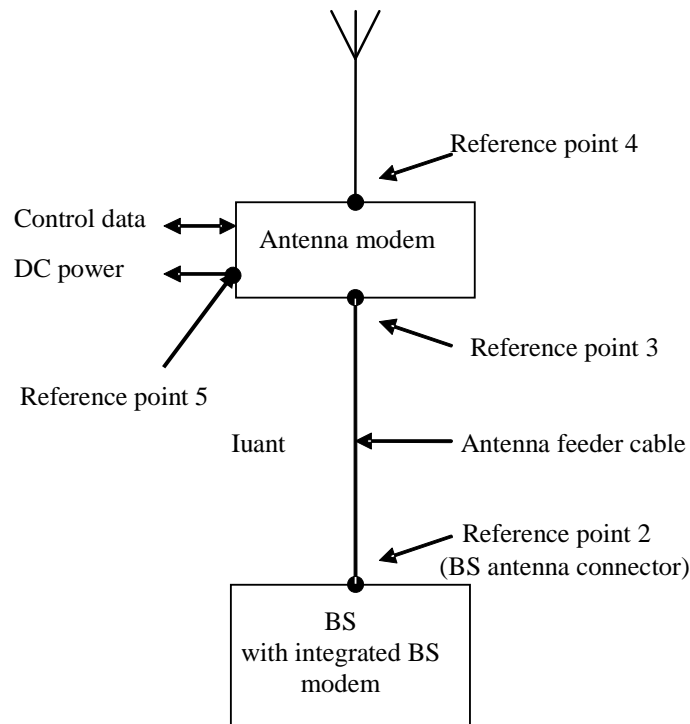 Reference point 4
Control data
Antenna modem
DC power
Reference point 3
Reference point 5
Iuant
Antenna feeder cable
Reference point 2
(BS antenna connector)
BS
with integrated BS
modem